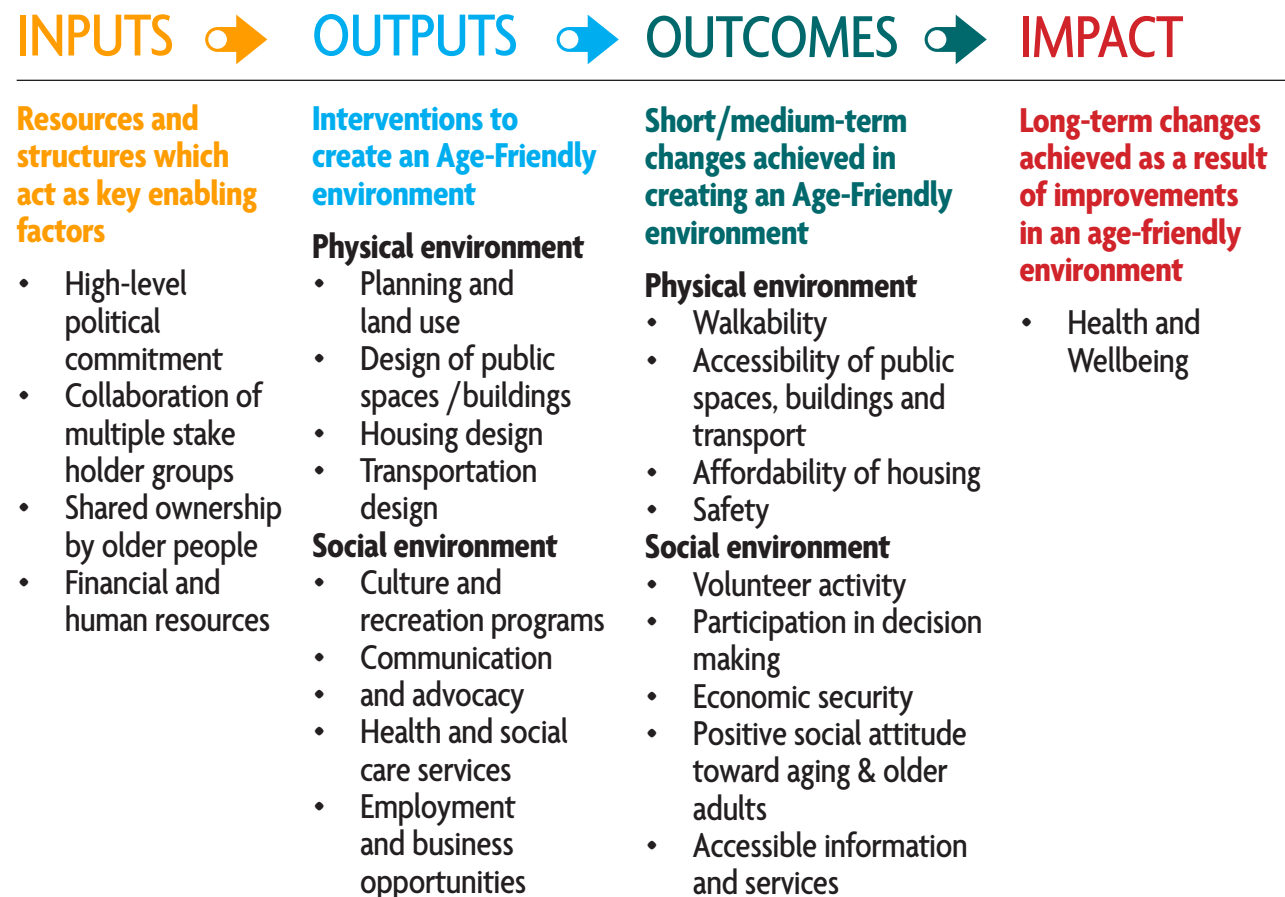 INPUTS OUTPUTS OUTCOMES IMPACT
Resources and
structures which
act as key enabling
factors
• High-level
political
commitment
• Collaboration of
multiple stake
holder groups
• Shared ownership
by older people
• Financial and
human resources
Interventions to
create an Age-Friendly
environment
Physical environment
• Planning and
land use
• Design of public
spaces /buildings
• Housing design
• Transportation
design
Social environment
• Culture and
recreation programs
• Communication
• and advocacy
• Health and social
care services
• Employment
and business
opportunities
Short/medium-term
changes achieved in
creating an Age-Friendly
environment
Physical environment
• Walkability
• Accessibility of public
spaces, buildings and
transport
• Affordability of housing
• Safety
Social environment
• Volunteer activity
• Participation in decision
making
• Economic security
• Positive social attitude
toward aging & older
adults
• Accessible information
and services
Long-term changes
achieved as a result
of improvements
in an age-friendly
environment
• Health and
Wellbeing